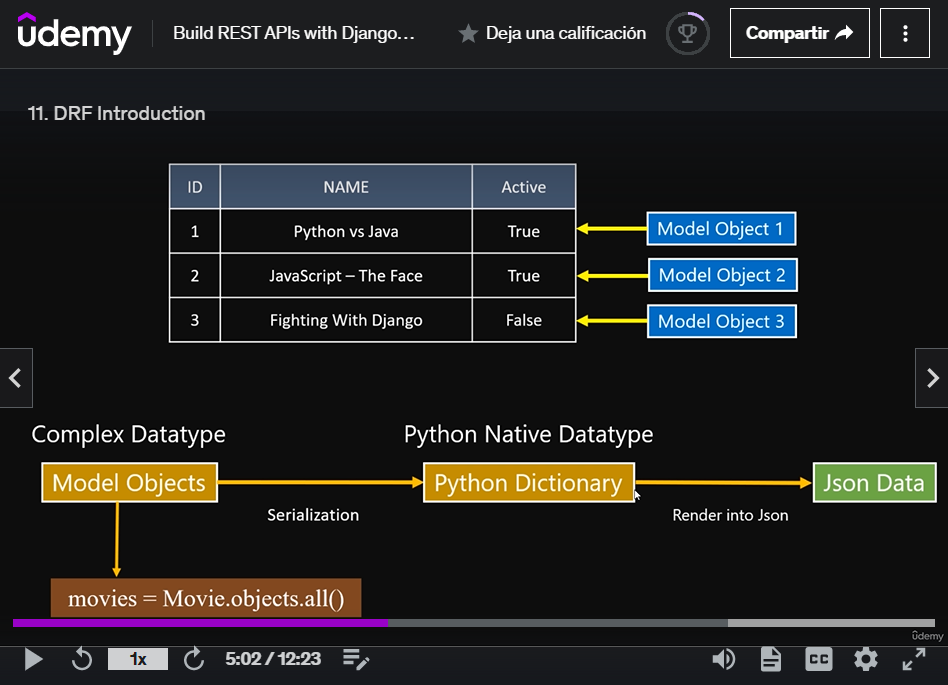 ûdemy
Build REST APIs with Django...
Deja una calificación
Compartir
11. DRF Introduction
ID NAME Active
1 Python vs Java True
Model Object 1
2 JavaScript – The Face True
Model Object 2
3 Fighting With Django False
Model Object 3
Complex Datatype
Python Native Datatype
Model Objects
Python Dictionary
Json Data
Serialization
Render into Json
movies = Movie.objects.all()
ûdemy
1x
5:02 / 12:23
CC